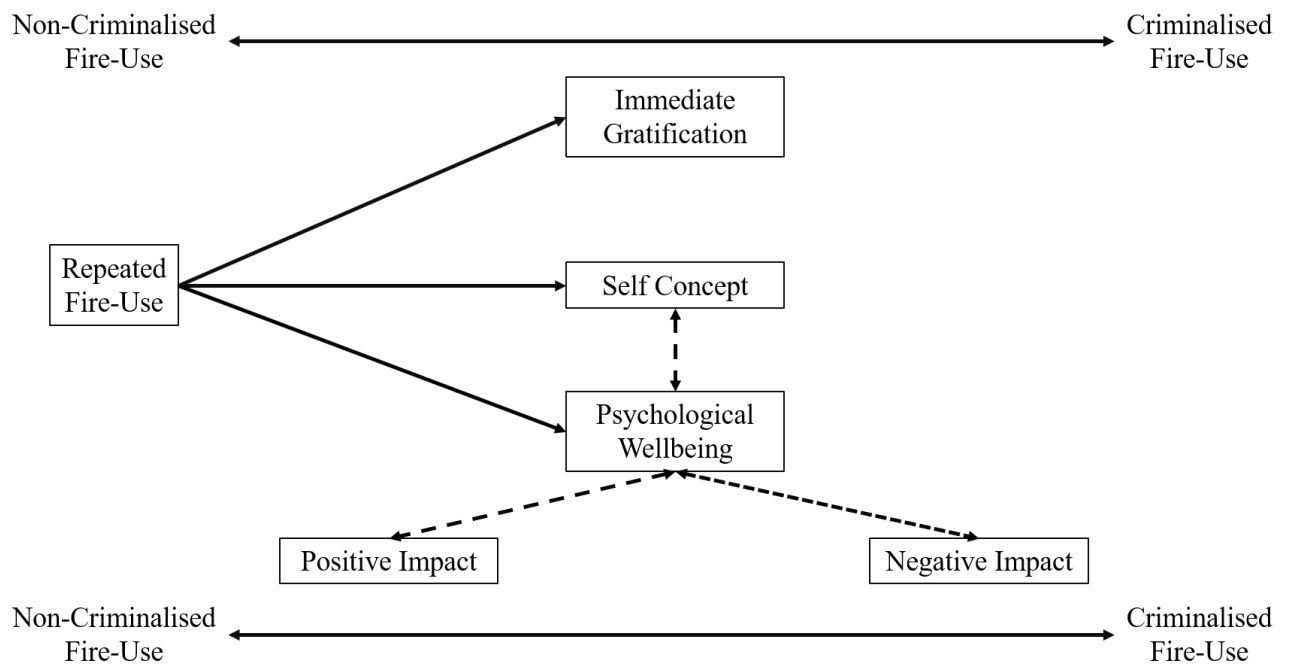 Non-Criminalised
Fire-Use
Criminalised
Fire-Use
Immediate
Gratification
Repeated
Fire-Use
Self Concept
Psychological
Wellbeing
Positive Impact
Negative Impact
Non-Criminalised
Fire-Use
Criminalised
Fire-Use